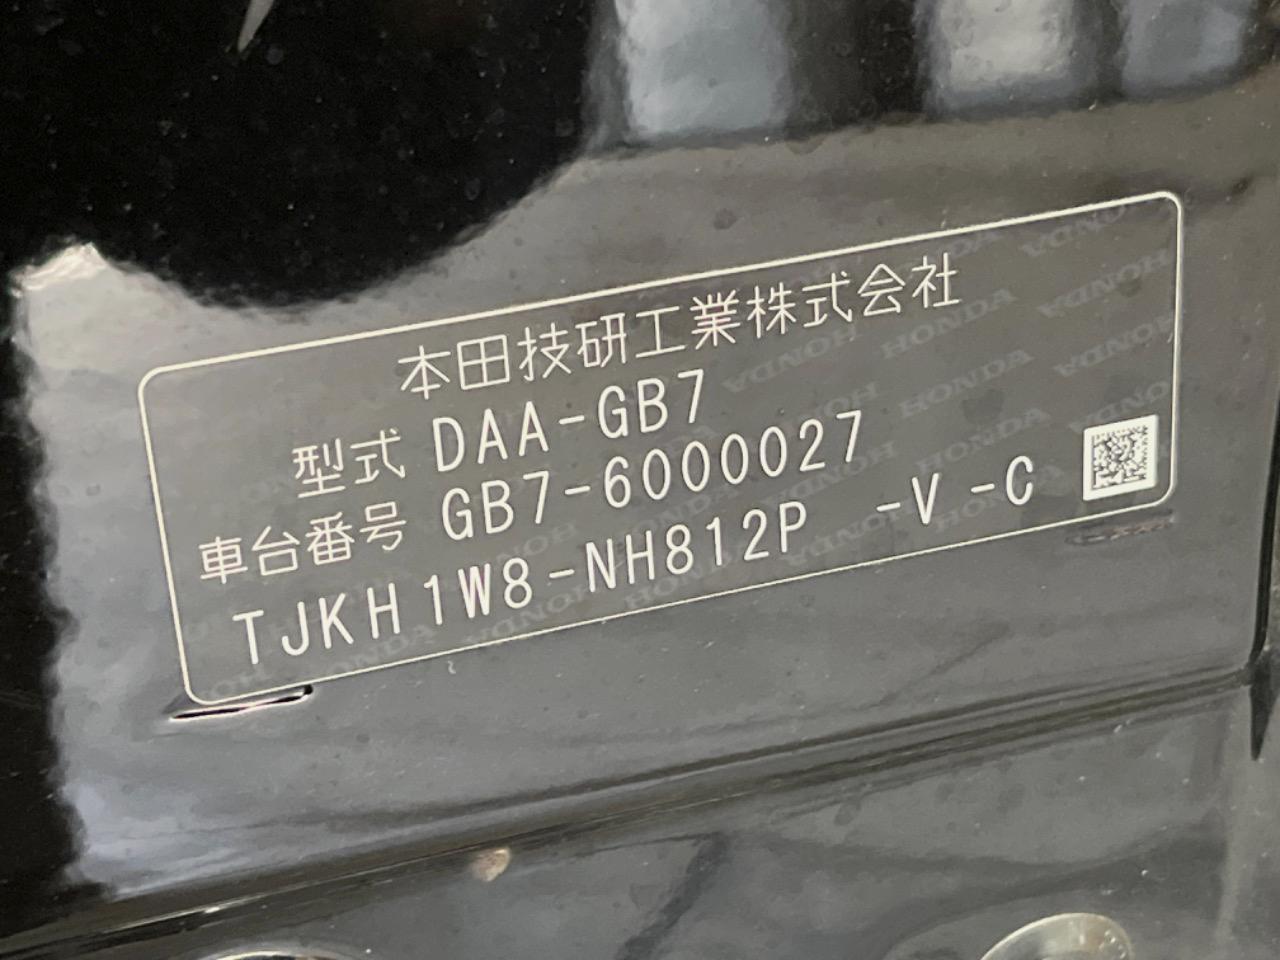 本田技研工業株式会社
型式 DAA-GB7
車台番号 GB7-6000027
TJKH1W8-NH812P -V -C